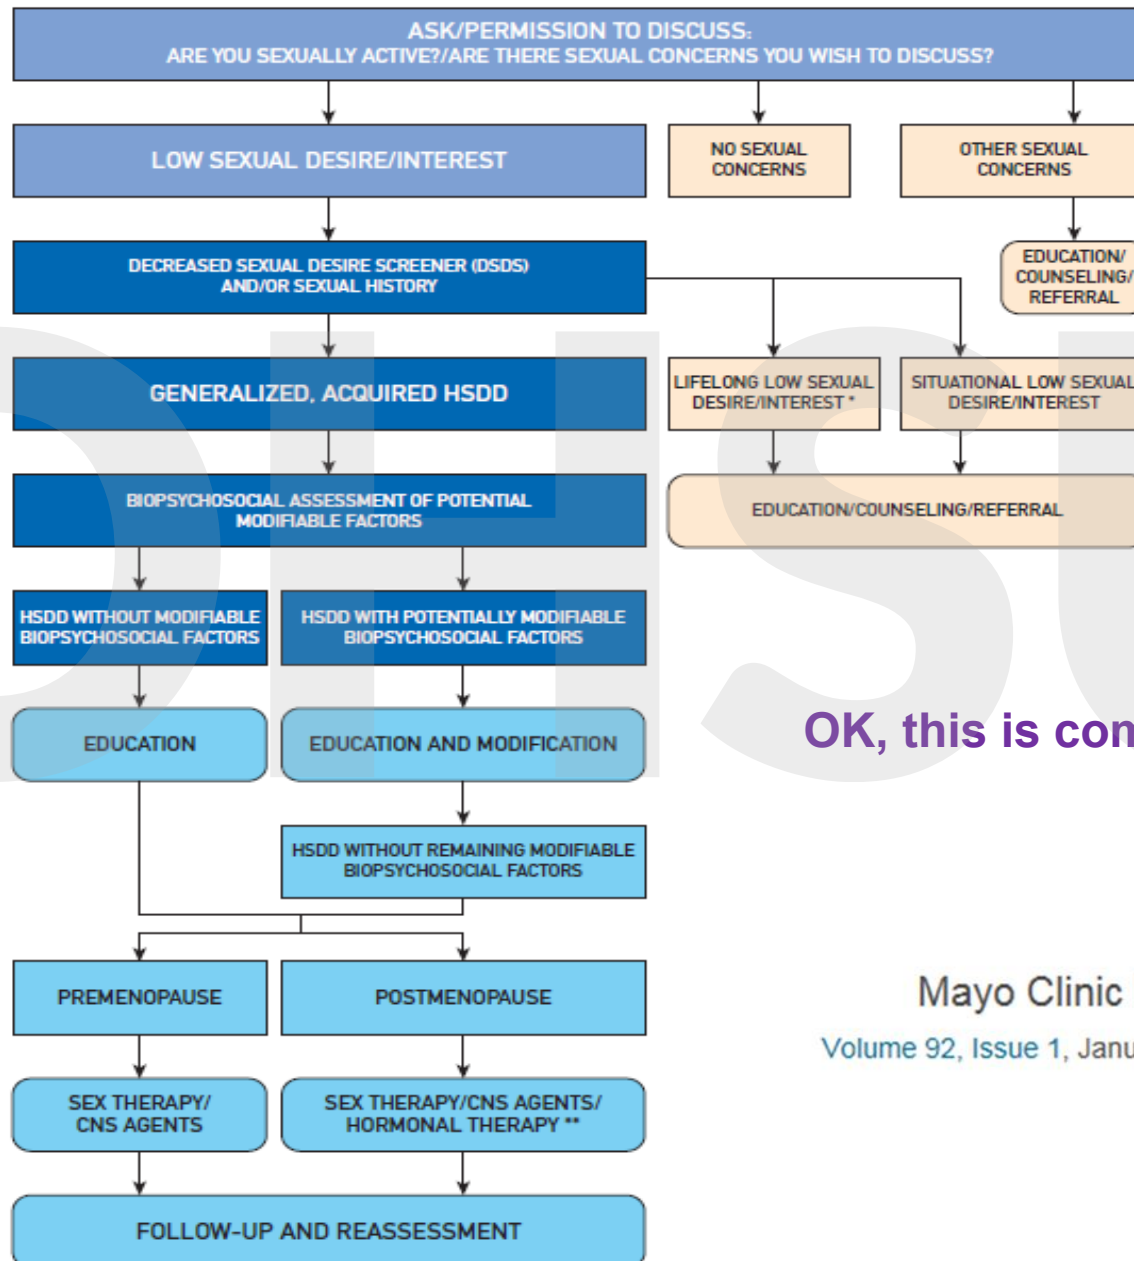 ASK/PERMISSION TO DISCUSS:
ARE YOU SEXUALLY ACTIVE?/ARE THERE SEXUAL CONCERNS YOU WISH TO DISCUSS?
LOW SEXUAL DESIRE/INTEREST
NO SEXUAL
CONCERNS
OTHER SEXUAL
CONCERNS
DECREASED SEXUAL DESIRE SCREENER (DSDS)
AND/OR SEXUAL HISTORY
EDUCATION/
COUNSELING/
REFERRAL
GENERALIZED, ACQUIRED HSDD
LIFELONG LOW SEXUAL
DESIRE/INTEREST *
SITUATIONAL LOW SEXUAL
DESIRE/INTEREST
BIOPSYCHOSOCIAL ASSESSMENT OF POTENTIAL
MODIFIABLE FACTORS
EDUCATION/COUNSELING/REFERRAL
HSDD WITHOUT MODIFIABLE
BIOPSYCHOSOCIAL FACTORS
HSDD WITH POTENTIALLY MODIFIABLE
BIOPSYCHOSOCIAL FACTORS
EDUCATION
EDUCATION AND MODIFICATION
OK, this is com
HSDD WITHOUT REMAINING MODIFIABLE
BIOPSYCHOSOCIAL FACTORS
PREMENOPAUSE
POSTMENOPAUSE
Mayo Clinic
Volume 92, Issue 1, Janu
SEX THERAPY/
CNS AGENTS
SEX THERAPY/CNS AGENTS/
HORMONAL THERAPY **
FOLLOW-UP AND REASSESSMENT